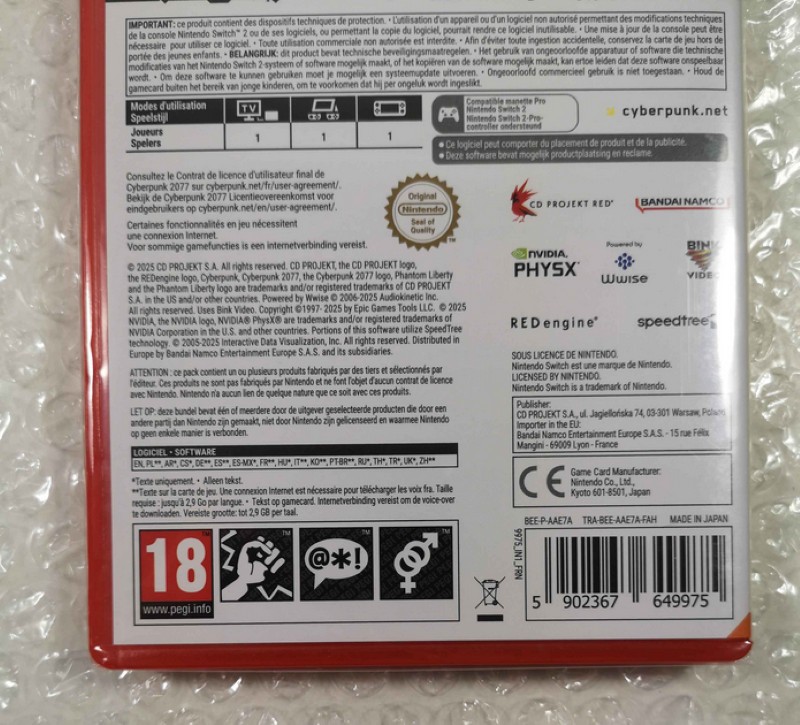 IMPORTANT: ce produit contient des dispositifs techniques de protection. • L'utilisation d'un appareil ou d'un logiciel non autorisé permettant des modifications techniques
de la console Nintendo Switch™ 2 ou de ses logiciels, ou permettant la copie du logiciel, pourrait rendre ce logiciel inutilisable. • Une mise à jour de la console peut être
nécessaire pour utiliser ce logiciel. • Toute utilisation commerciale non autorisée est interdite. • Afin d'éviter toute ingestion accidentelle, conservez la carte de jeu hors de
portée des jeunes enfants. • BELANGRIJK: dit product bevat technische beveiligingsmaatregelen. • Het gebruik van ongeoorloofde apparatuur of software die technische
modificaties van het Nintendo Switch 2-systeem of software mogelijk maakt, of het kopiëren van de software mogelijk maakt, kan ertoe leiden dat deze software onspeelbaar
wordt. • Om deze software te kunnen gebruiken moet je mogelijk een systeemupdate uitvoeren. • Ongeoorloofd commercieel gebruik is niet toegestaan. • Houd de
gamecard buiten het bereik van jonge kinderen, om te voorkomen dat hij per ongeluk wordt ingeslikt.
Modes d'utilisation
Speelstijl
TV
Joueurs
Spelers
1 1 1
Compatible manette Pro
Nintendo Switch 2
Nintendo Switch 2-Pro-
controller ondersteund
cyberpunk.net
• Ce logiciel peut comporter du placement de produit et de la publicité.
• Deze software bevat mogelijk productplaatsing en reclame.
Consultez le Contrat de licence d'utilisateur final de
Cyberpunk 2077 sur cyberpunk.net/fr/user-agreement/.
Bekijk de Cyberpunk 2077 Licentieovereenkomst voor
eindgebruikers op cyberpunk.net/en/user-agreement/.
Certaines fonctionnalités en jeu nécessitent
une connexion Internet.
Voor sommige gamefuncties is een internetverbinding vereist.
Original
Nintendo
Seal of
Quality
TM
CD PROJEKT RED®
BANDAI NAMCO
NVIDIA.
PHYSX™
Powered by
Wwise
BINK
VIDEO
REDengine®
speedtree
© 2025 CD PROJEKT S.A. All rights reserved. CD PROJEKT, the CD PROJEKT logo,
the REDengine logo, Cyberpunk, Cyberpunk 2077, the Cyberpunk 2077 logo, Phantom Liberty
and the Phantom Liberty logo are trademarks and/or registered trademarks of CD PROJEKT
S.A. in the US and/or other countries. Powered by Wwise © 2006-2025 Audiokinetic Inc.
All rights reserved. Uses Bink Video. Copyright ©1997- 2025 by Epic Games Tools LLC. © 2025
NVIDIA, the NVIDIA logo, NVIDIA® PhysX® are trademarks and/or registered trademarks of
NVIDIA Corporation in the U.S. and other countries. Portions of this software utilize SpeedTree
technology. © 2005-2025 Interactive Data Visualization, Inc. All rights reserved. Distributed in
Europe by Bandai Namco Entertainment Europe S.A.S. and its subsidiaries.
ATTENTION : ce pack contient un ou plusieurs produits fabriqués par des tiers et sélectionnés par
l'éditeur. Ces produits ne sont pas fabriqués par Nintendo et ne font l'objet d'aucun contrat de licence
avec Nintendo. Nintendo n'a aucun lien de quelque nature que ce soit avec ces produits.
LET OP: deze bundel bevat één of meerdere door de uitgever geselecteerde producten die door een
andere partij dan Nintendo zijn gemaakt, niet door Nintendo zijn gelicenseerd en waarmee Nintendo
op geen enkele manier is verbonden.
SOUS LICENCE DE NINTENDO.
Nintendo Switch est une marque de Nintendo.
LICENSED BY NINTENDO.
Nintendo Switch is a trademark of Nintendo.
Publisher:
CD PROJEKT S.A., ul. Jagiellońska 74, 03-301 Warsaw, Poland
Importer in the EU:
Bandai Namco Entertainment Europe S.A.S. - 15 rue Félix
Mangini - 69009 Lyon - France
LOGICIEL • SOFTWARE
EN, PL**, AR*, CS*, DE**, ES**, ES-MX*, FR**, HU*, IT**, KO**, PT-BR**, RU*, TH*, TR*, UK*, ZH**
*Texte uniquement. • Alleen tekst.
**Texte sur la carte de jeu. Une connexion Internet est nécessaire pour télécharger les voix fra. Taille
requise : jusqu'à 2,9 Go par langue. • Tekst op gamecard. Internetverbinding vereist om de voice-over
te downloaden. Vereiste grootte: tot 2,9 GB per taal.
CE
Game Card Manufacturer:
Nintendo Co., Ltd.,
Kyoto 601-8501, Japan
BEE-P-AAE7A TRA-BEE-AAE7A-FAH MADE IN JAPAN
18
www.pegi.info
TM
@*!
TM
TM
9975_IN1_FRN
5 902367 649975